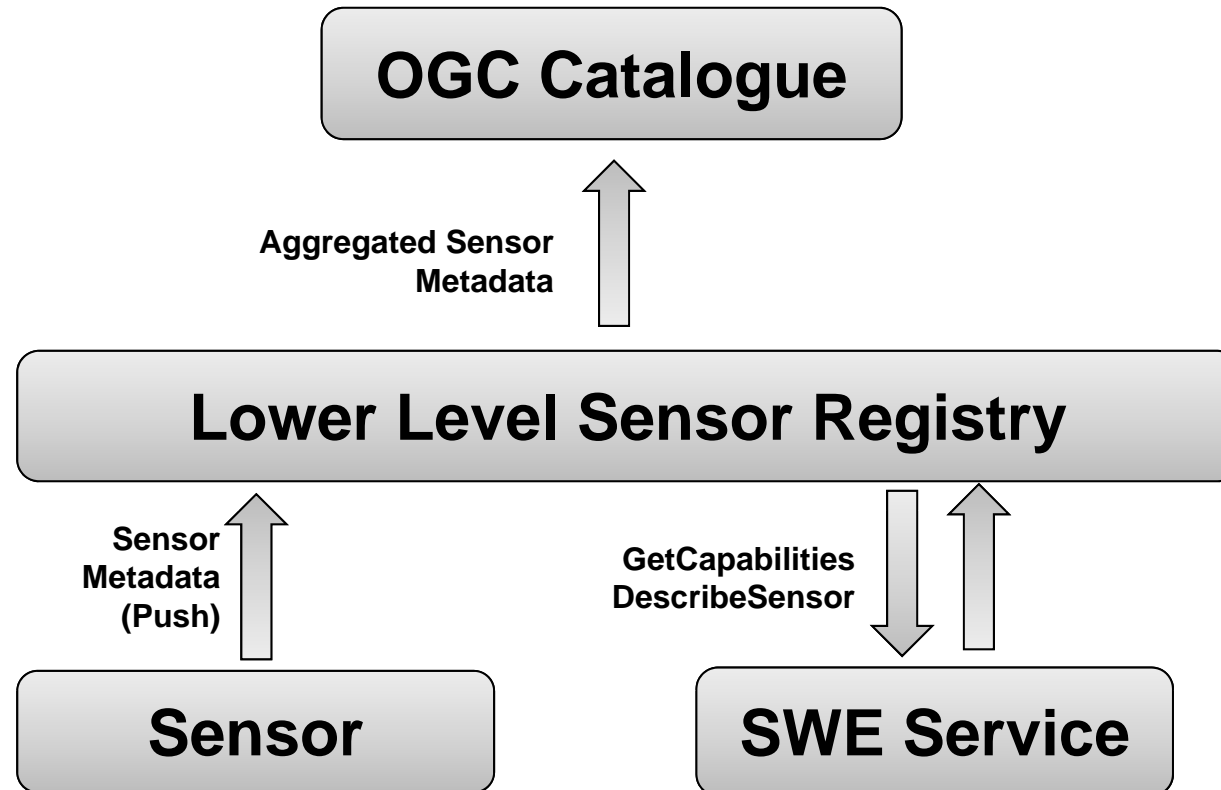 OGC Catalogue
Aggregated Sensor
Metadata
Lower Level Sensor Registry
Sensor
Metadata
(Push)
GetCapabilities
DescribeSensor
Sensor
SWE Service